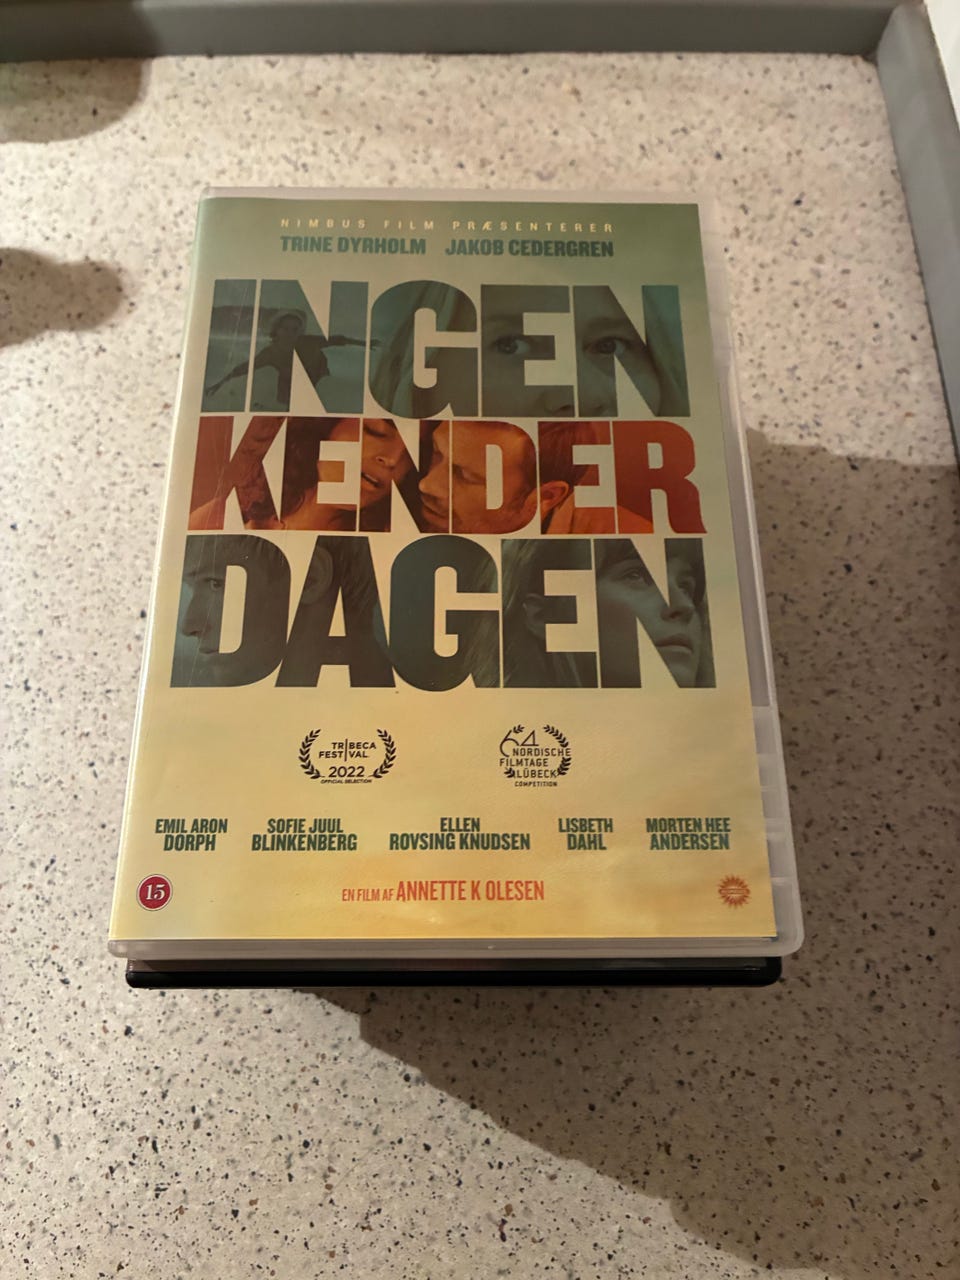 NIMBUS FILM PRÆSENTERER
TRINE DYRHOLM JAKOB CEDERGREN
INGEN
KENDER
DAGEN
TRIBECA
FESTIVAL
2022
OFFICIAL SELECTION
64
NORDISCHE
FILMTAGE
LÜBECK
COMPETITION
EMIL ARON
DORPH
SOFIE JUUL
BLINKENBERG
ELLEN
ROVSING KNUDSEN
LISBETH
DAHL
MORTEN HEE
ANDERSEN
15
EN FILM AF ANNETTE K OLESEN